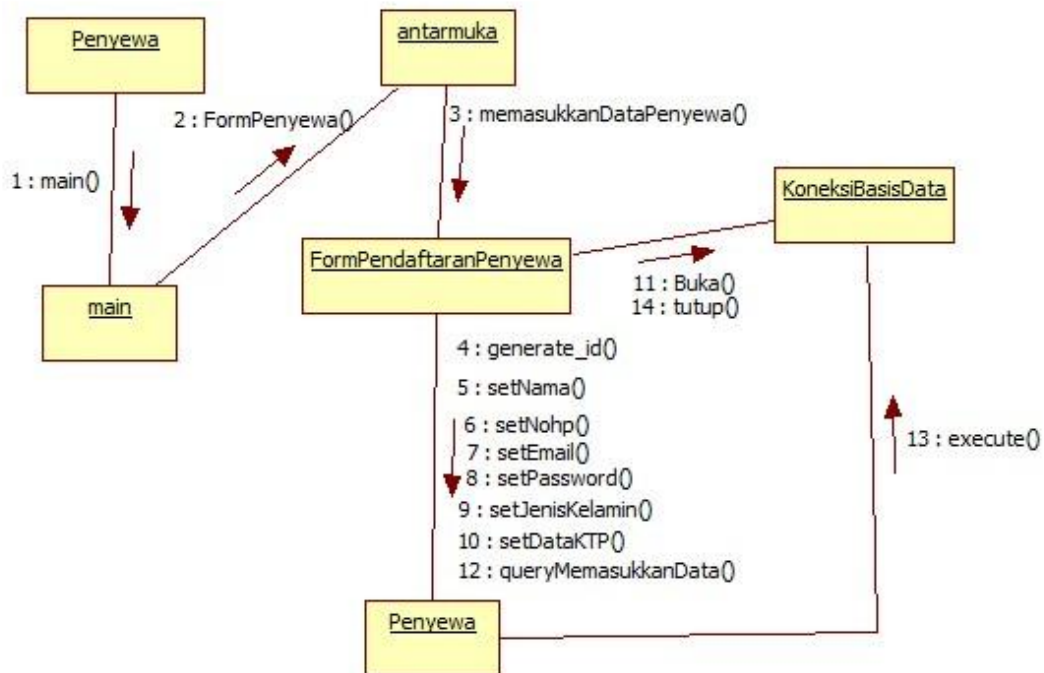 Penyewa
antarmuka
2 : FormPenyewa()
3 : memasukkanDataPenyewa()
1 : main()
KoneksiBasisData
FormPendaftaranPenyewa
main
11 : Buka()
14 : tutup()
4 : generate_id()
5 : setNama()
6 : setNohp()
7 : setEmail()
8 : setPassword()
9 : setJenisKelamin()
10 : setDataKTP()
12 : queryMemasukkanData()
13 : execute()
Penyewa